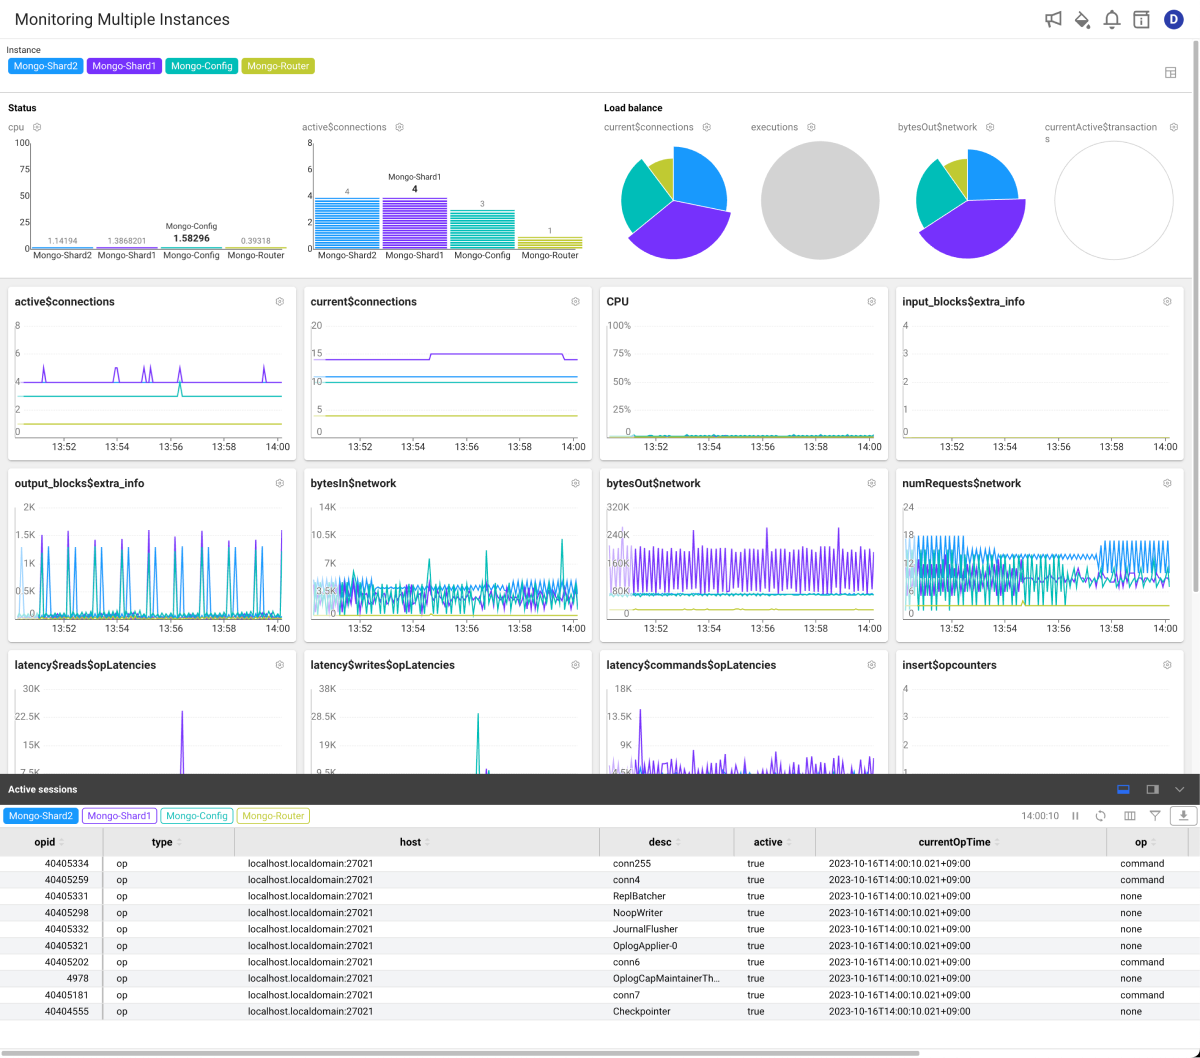 Monitoring Multiple Instances
D
Instance
Mongo-Shard2 Mongo-Shard1 Mongo-Config Mongo-Router
Status
Load balance
cpu
active$connections
current$connections
executions
bytesOut$network
currentActive$transaction
s
100
75
50
25
0
1.14194
1.3868201
Mongo-Config
1.58296
0.39318
Mongo-Shard2 Mongo-Shard1 Mongo-Config Mongo-Router
8
6
4
2
0
4
Mongo-Shard1
4
3
1
Mongo-Shard2 Mongo-Shard1 Mongo-Config Mongo-Router
active$connections
8
6
4
2
0
13:52 13:54 13:56 13:58 14:00
current$connections
20
15
10
5
0
13:52 13:54 13:56 13:58 14:00
CPU
100%
75%
50%
25%
0
13:52 13:54 13:56 13:58 14:00
input_blocks$extra_info
4
3
2
1
0
13:52 13:54 13:56 13:58 14:00
output_blocks$extra_info
2K
1.5K
1K
0.5K
0
13:52 13:54 13:56 13:58 14:00
bytesIn$network
14K
10.5K
7K
3.5K
0
13:52 13:54 13:56 13:58 14:00
bytesOut$network
320K
240K
160K
80K
0
13:52 13:54 13:56 13:58 14:00
numRequests$network
24
18
12
6
0
13:52 13:54 13:56 13:58 14:00
latency$reads$opLatencies
30K
22.5K
15K
7.5K
latency$writes$opLatencies
38K
28.5K
19K
9.5K
latency$commands$opLatencies
18K
13.5K
9K
4.5K
insert$opcounters
4
3
2
1
Active sessions
Mongo-Shard2 Mongo-Shard1 Mongo-Config Mongo-Router
14:00:10
opid type host desc active currentOpTime op
40405334 op localhost.localdomain:27021 conn255 true 2023-10-16T14:00:10.021+09:00 command
40405259 op localhost.localdomain:27021 conn4 true 2023-10-16T14:00:10.021+09:00 command
40405331 op localhost.localdomain:27021 ReplBatcher true 2023-10-16T14:00:10.021+09:00 none
40405298 op localhost.localdomain:27021 NoopWriter true 2023-10-16T14:00:10.021+09:00 none
40405332 op localhost.localdomain:27021 JournalFlusher true 2023-10-16T14:00:10.021+09:00 none
40405321 op localhost.localdomain:27021 OplogApplier-0 true 2023-10-16T14:00:10.021+09:00 none
40405202 op localhost.localdomain:27021 conn6 true 2023-10-16T14:00:10.021+09:00 command
4978 op localhost.localdomain:27021 OplogCapMaintainerTh... true 2023-10-16T14:00:10.021+09:00 none
40405181 op localhost.localdomain:27021 conn7 true 2023-10-16T14:00:10.021+09:00 command
40404555 op localhost.localdomain:27021 Checkpointer true 2023-10-16T14:00:10.021+09:00 none